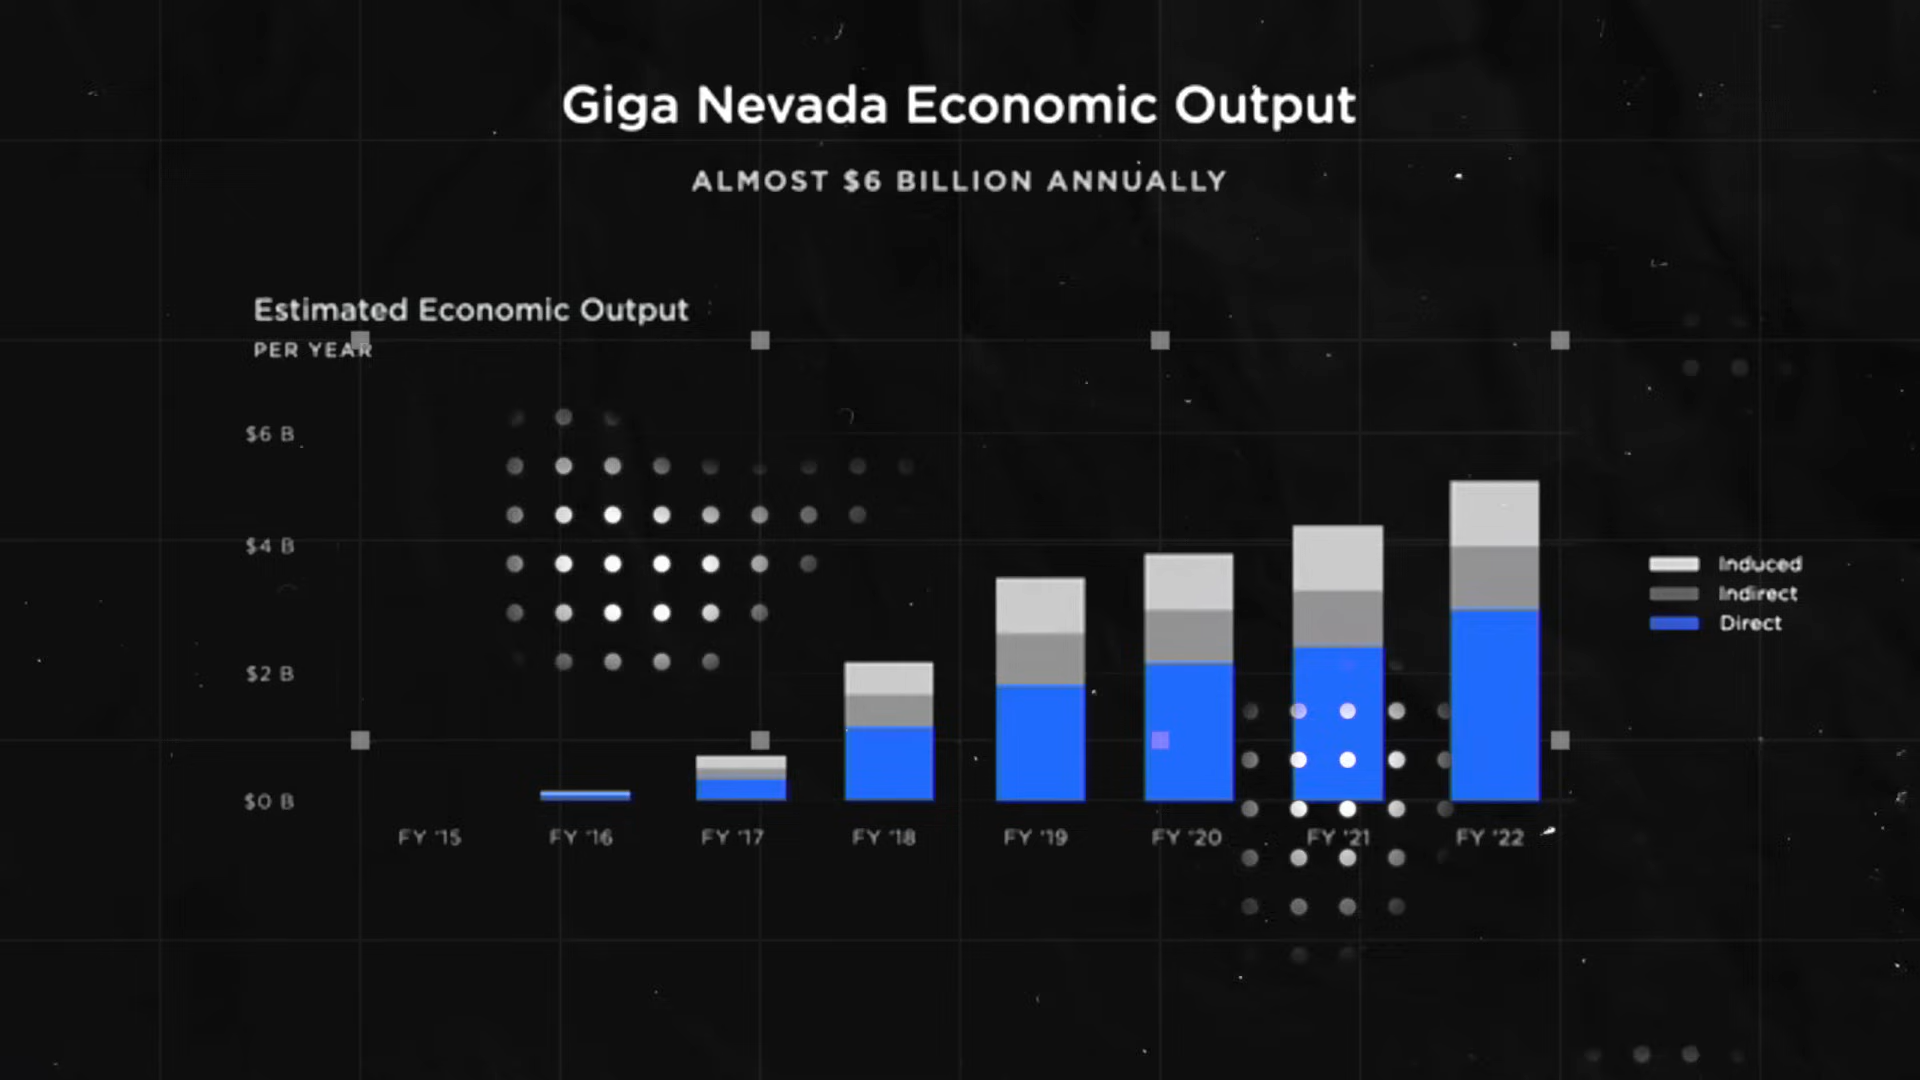 Giga Nevada Economic Output
ALMOST $6 BILLION ANNUALLY
Estimated Economic Output
PER YEAR
$6 B
$4 B
$2 B
$0 B
FY '15
FY '16
FY '17
FY '18
FY '19
FY '20
FY '21
FY '22
Induced
Indirect
Direct